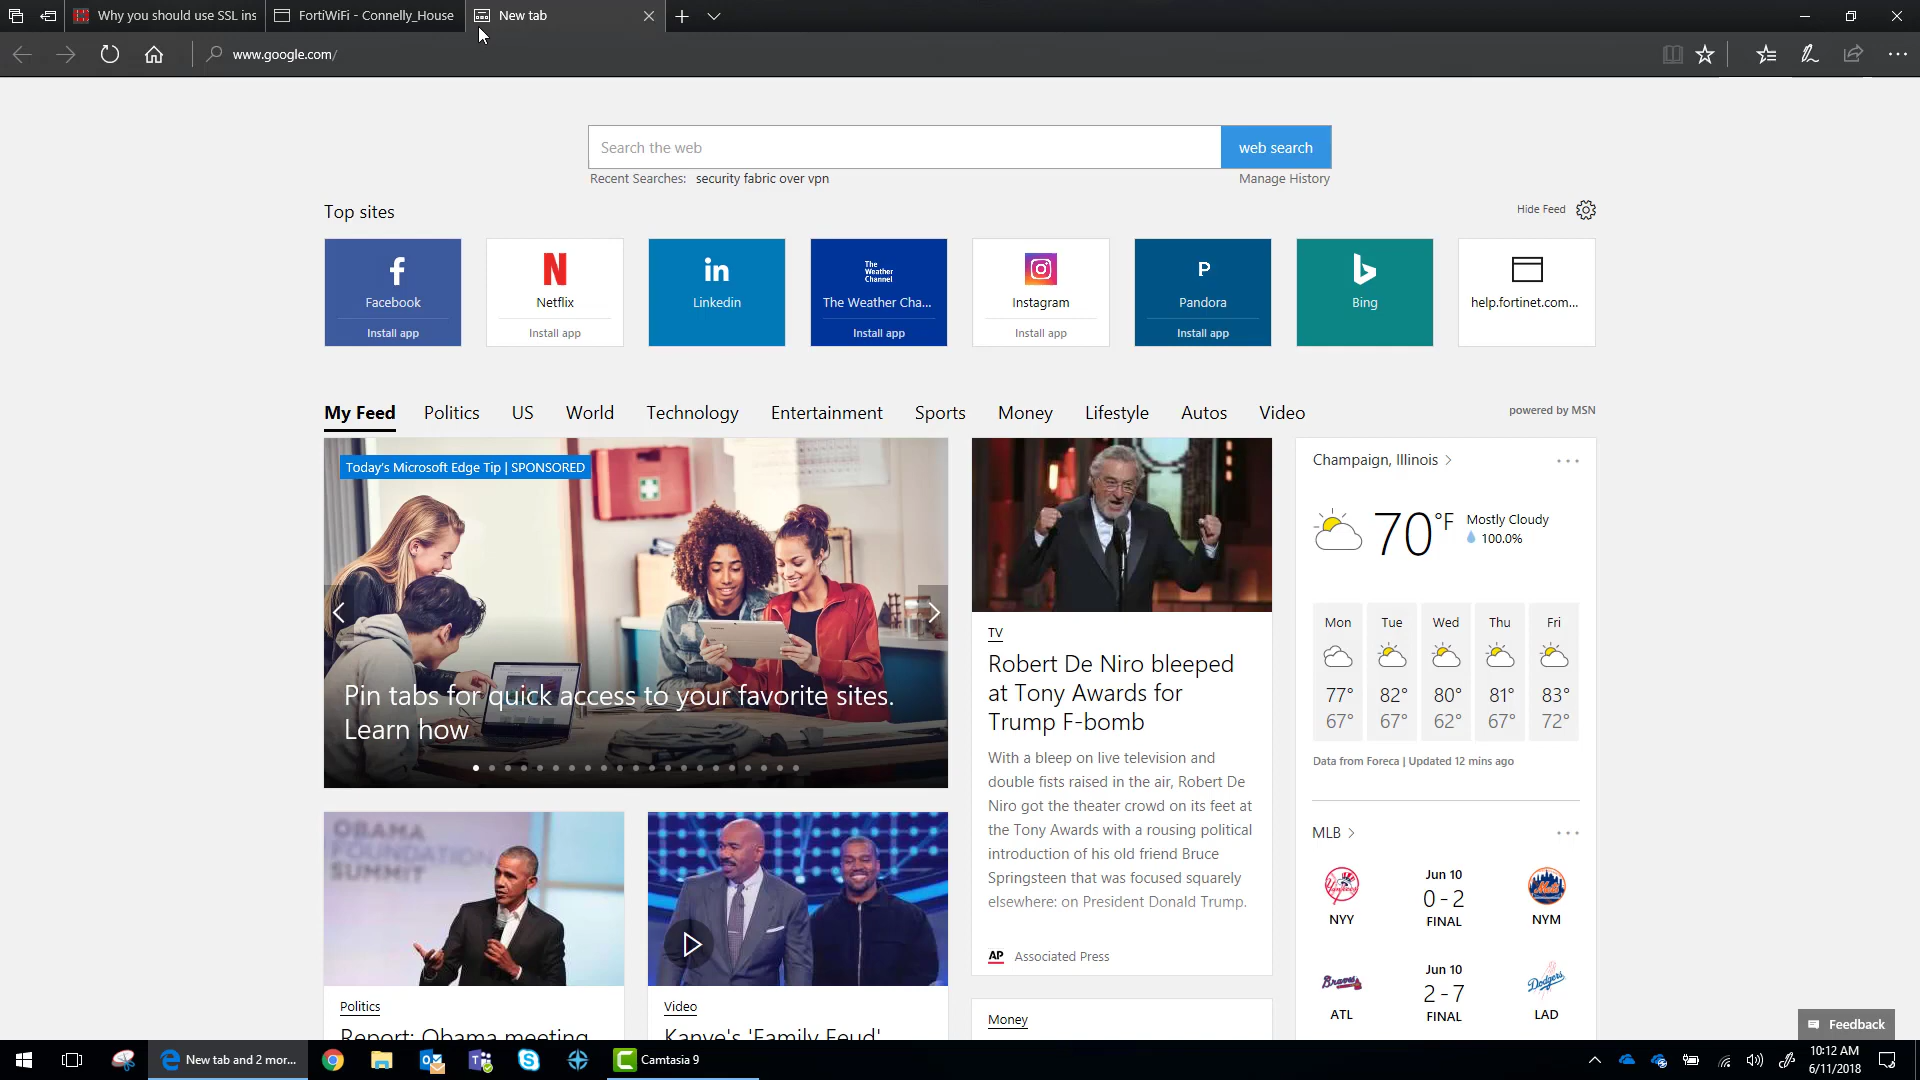 Why you should use SSL ins
FortiWiFi - Connelly_House
New tab
www.google.com/
Search the web
web search
Recent Searches: security fabric over vpn
Manage History
Top sites
Hide Feed
Facebook
Install app
Netflix
Install app
Linkedin
The
Weather
Channel
The Weather Cha...
Install app
Instagram
Install app
P
Pandora
Install app
Bing
help.fortinet.com...
My Feed Politics US World Technology Entertainment Sports Money Lifestyle Autos Video
powered by MSN
Today's Microsoft Edge Tip | SPONSORED
Pin tabs for quick access to your favorite sites.
Learn how
TV
Robert De Niro bleeped
at Tony Awards for
Trump F-bomb
With a bleep on live television and
double fists raised in the air, Robert De
Niro got the theater crowd on its feet at
the Tony Awards with a rousing political
introduction of his old friend Bruce
Springsteen that was focused squarely
elsewhere: on President Donald Trump.
AP Associated Press
Champaign, Illinois
70°F
Mostly Cloudy
100.0%
Mon Tue Wed Thu Fri
77° 82° 80° 81° 83°
67° 67° 62° 67° 72°
Data from Foreca | Updated 12 mins ago
MLB
Jun 10
0 - 2
FINAL
NYY
Mets
NYM
Jun 10
2 - 7
FINAL
Braves
ATL
Dodgers
LAD
OBAMA
FOUNDATION
SUMMIT
Politics
Report: Obama meeting
Video
Kanye's 'Family Feud'
Money
Feedback
New tab and 2 mor...
Camtasia 9
10:12 AM
6/11/2018